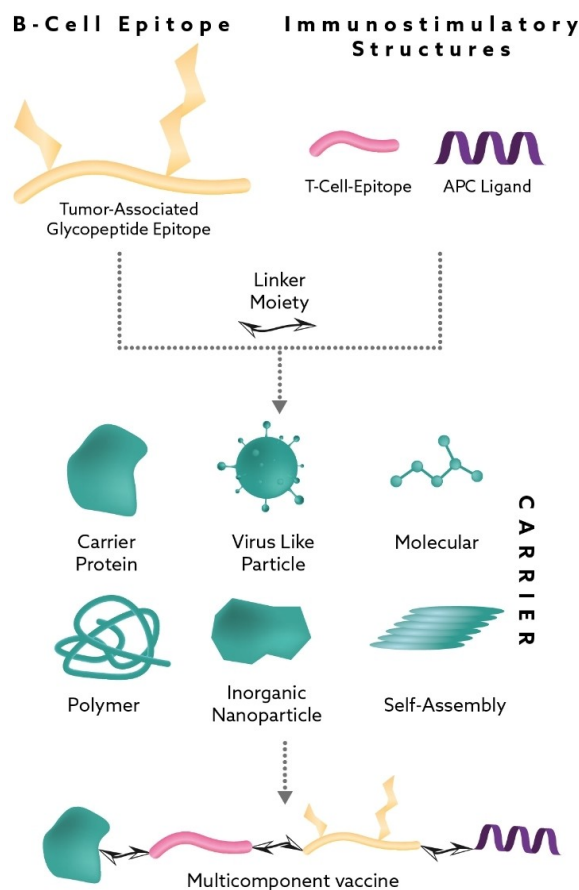 B-Cell Epitope
Immunostimulatory
Structures
Tumor-Associated
Glycopeptide Epitope
T-Cell-Epitope
APC Ligand
Linker
Moiety
Carrier
Protein
Virus Like
Particle
Molecular
CARRIER
Polymer
Inorganic
Nanoparticle
Self-Assembly
Multicomponent vaccine